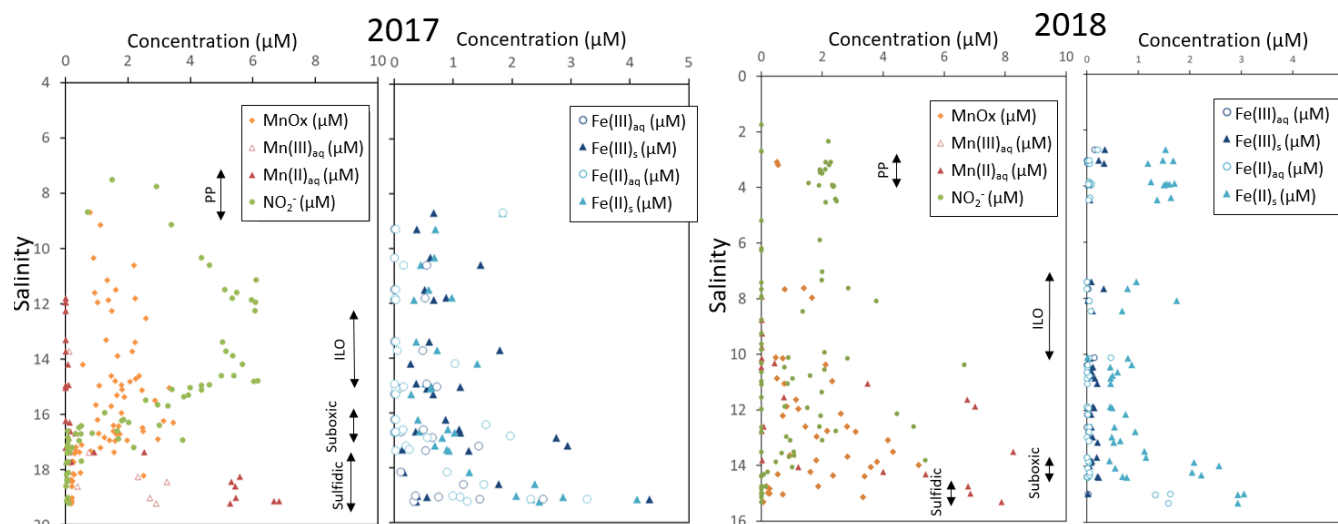 2017
Concentration (μM)
0 2 4 6 8 10
Salinity
4
6
8
10
12
14
16
18
20
MnOx (μM)
Mn(III)aq (μM)
Mn(II)aq (μM)
NO2- (μM)
PP
ILO
Suboxic
Sulfidic
Concentration (μM)
0 1 2 3 4 5
Fe(III)aq (μM)
Fe(III)s (μM)
Fe(II)aq (μM)
Fe(II)s (μM)
2018
Concentration (μM)
0 2 4 6 8 10
Salinity
0
2
4
6
8
10
12
14
16
MnOx (μM)
Mn(III)aq (μM)
Mn(II)aq (μM)
NO2- (μM)
PP
ILO
Suboxic
Sulfidic
Concentration (μM)
0 1 2 3 4
Fe(III)aq (μM)
Fe(III)s (μM)
Fe(II)aq (μM)
Fe(II)s (μM)